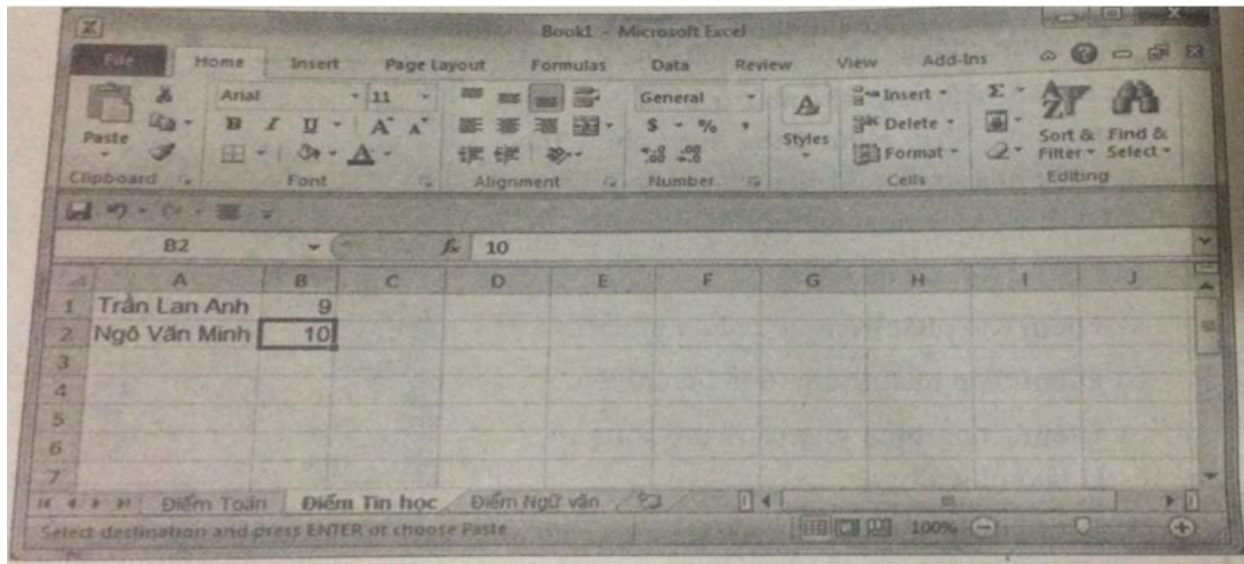 Book1 - Microsoft Excel
File Home Insert Page Layout Formulas Data Review View Add-Ins
Arial 11 General Insert Σ
Paste B I U A A $ % , Styles Delete Sort & Find &
A .00 .00 Format Filter Select
Clipboard Font Alignment Number Cells Editing
B2 fx 10
A B C D E F G H I J
1 Trần Lan Anh 9
2 Ngô Văn Minh 10
3
4
5
6
7
Điểm Toán Điểm Tin học Điểm Ngữ văn
Select destination and press ENTER or choose Paste 100%